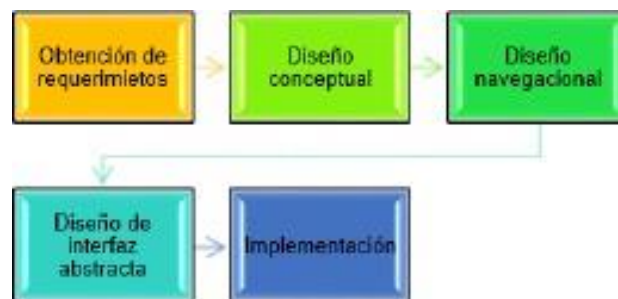 Obtención de
requerimietos
Diseño
conceptual
Diseño
navegacional
Diseño de
interfaz
abstracta
Implementación